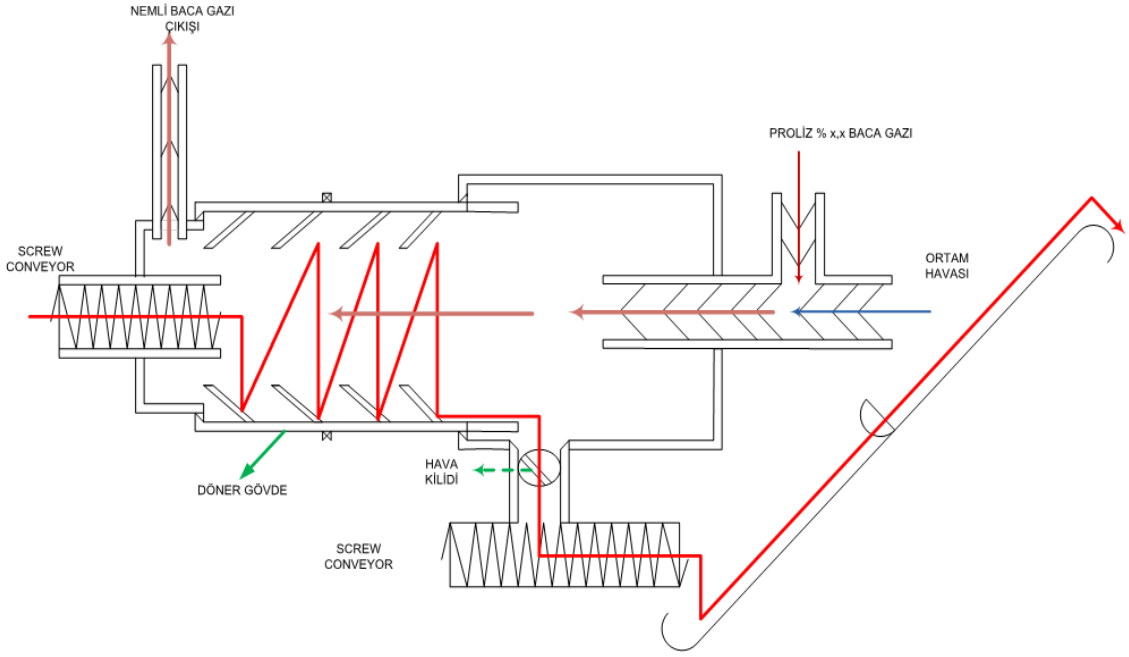 NEMLİ BACA GAZI
ÇIKIŞI
PROLİZ % x,x BACA GAZI
SCREW
CONVEYOR
ORTAM
HAVASI
HAVA
KİLİDİ
DÖNER GÖVDE
SCREW
CONVEYOR